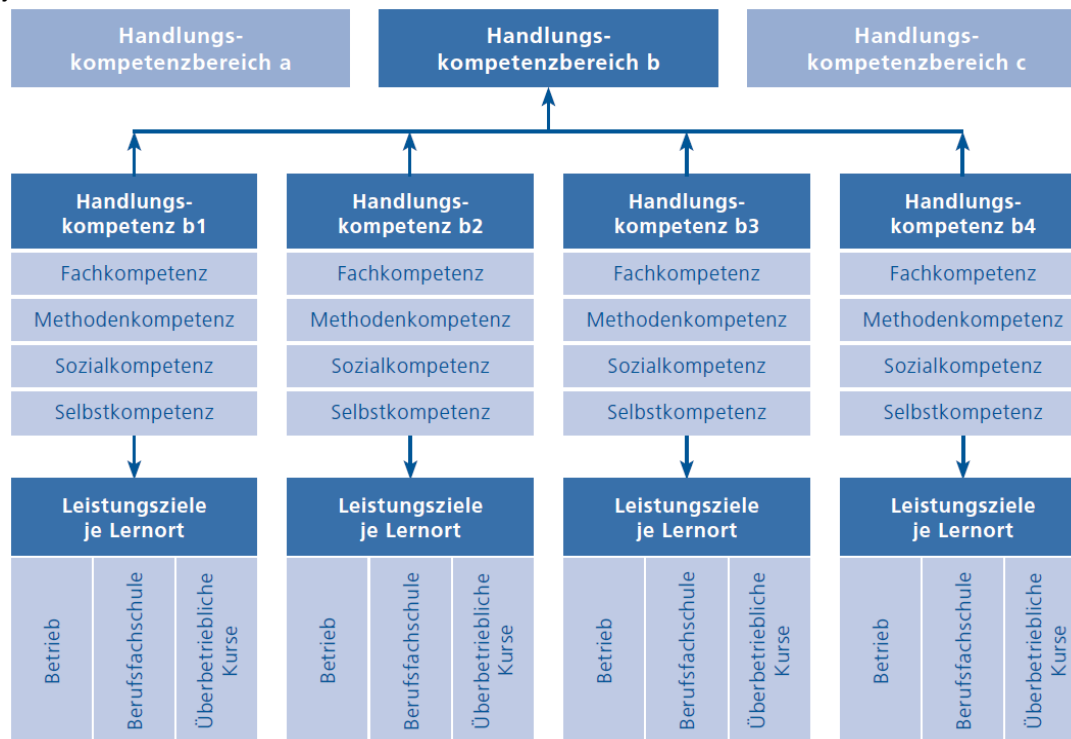 Handlungs-
kompetenzbereich a
Handlungs-
kompetenzbereich b
Handlungs-
kompetenzbereich c
Handlungs-
kompetenz b1
Fachkompetenz
Methodenkompetenz
Sozialkompetenz
Selbstkompetenz
Leistungsziele
je Lernort
Betrieb
Berufsfachschule
Überbetriebliche
Kurse
Handlungs-
kompetenz b2
Fachkompetenz
Methodenkompetenz
Sozialkompetenz
Selbstkompetenz
Leistungsziele
je Lernort
Betrieb
Berufsfachschule
Überbetriebliche
Kurse
Handlungs-
kompetenz b3
Fachkompetenz
Methodenkompetenz
Sozialkompetenz
Selbstkompetenz
Leistungsziele
je Lernort
Betrieb
Berufsfachschule
Überbetriebliche
Kurse
Handlungs-
kompetenz b4
Fachkompetenz
Methodenkompetenz
Sozialkompetenz
Selbstkompetenz
Leistungsziele
je Lernort
Betrieb
Berufsfachschule
Überbetriebliche
Kurse